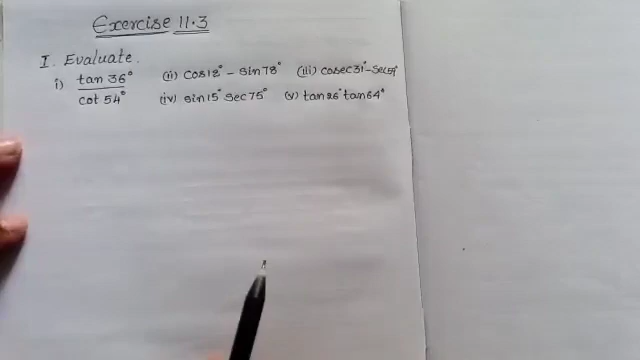 Exercise 11.3
I. Evaluate.
i) tan 36° / cot 54° (ii) cos 12° - sin 78° (iii) cosec 31° - sec 59°
(iv) sin 15° sec 75° (v) tan 26° tan 64°